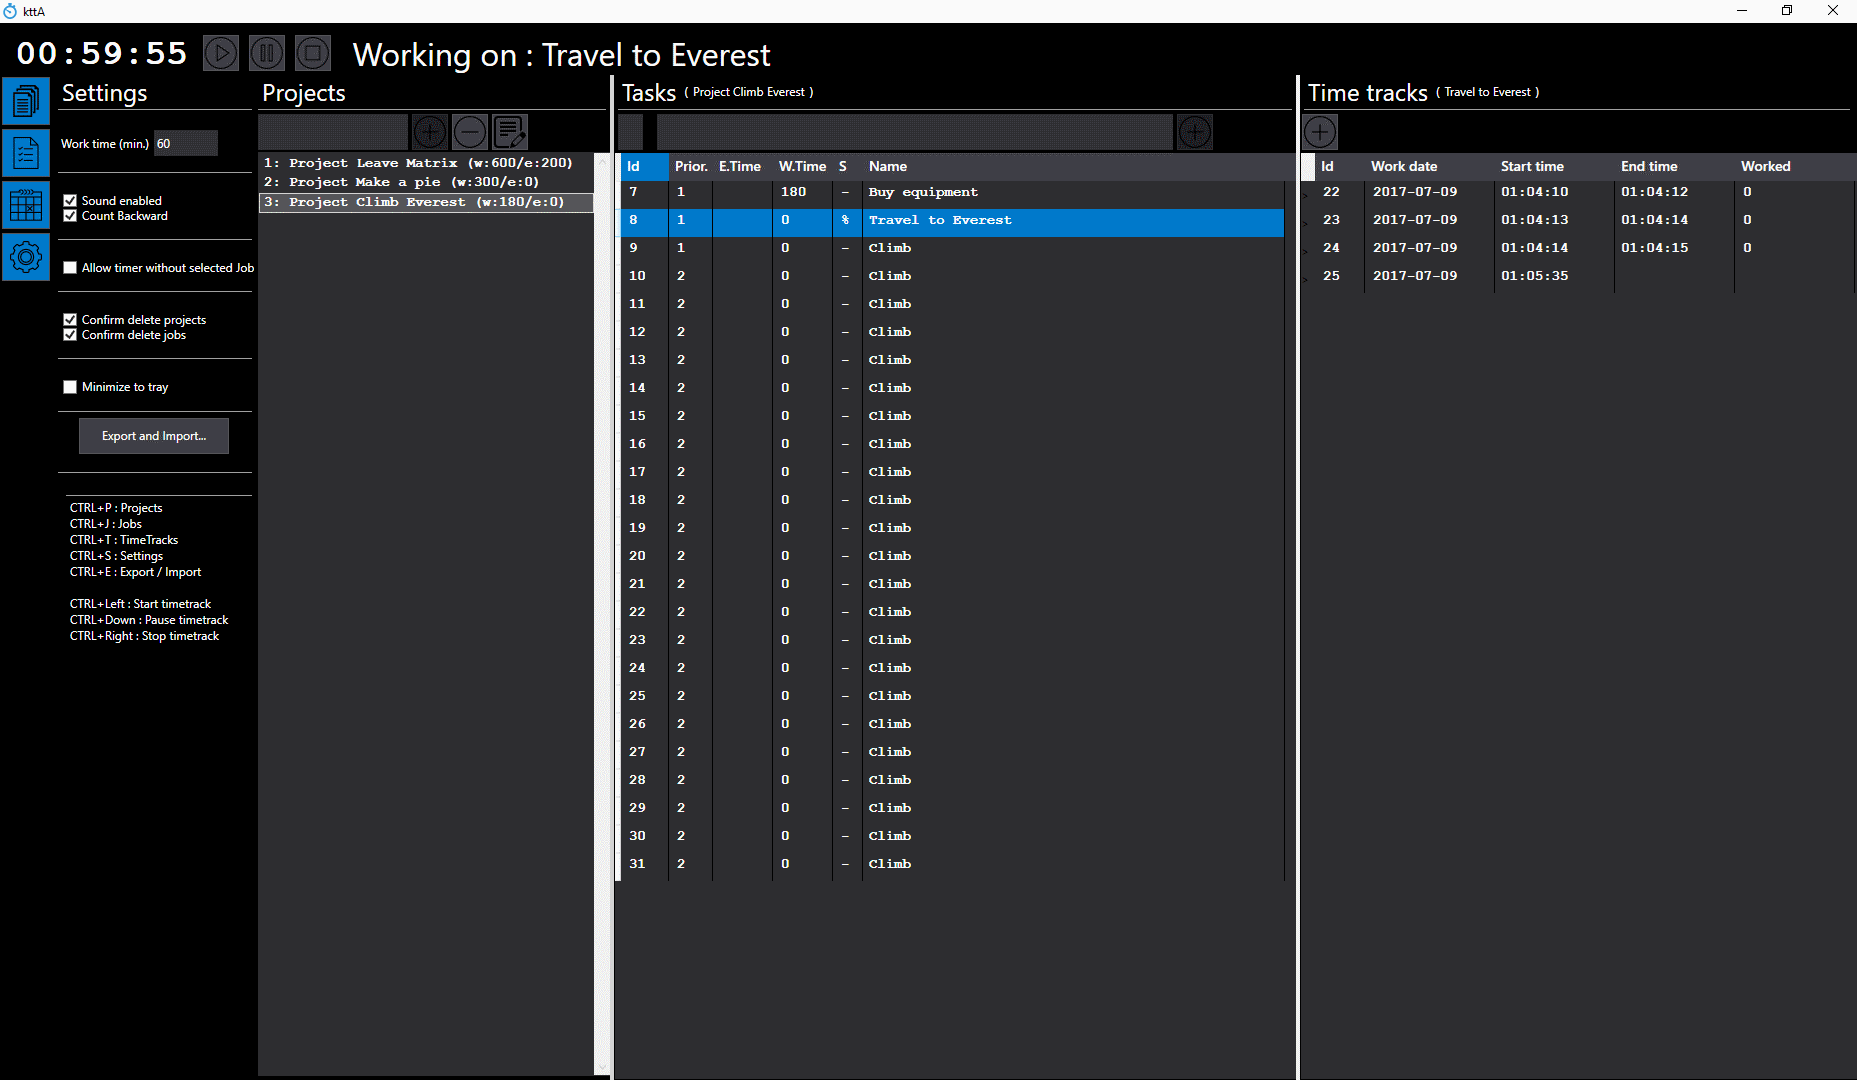 kttA
00:59:55 Working on : Travel to Everest
Settings
Work time (min.) 60
Sound enabled
Count Backward
Allow timer without selected Job
Confirm delete projects
Confirm delete jobs
Minimize to tray
Export and Import...
CTRL+P : Projects
CTRL+J : Jobs
CTRL+T : TimeTracks
CTRL+S : Settings
CTRL+E : Export / Import
CTRL+Left : Start timetrack
CTRL+Down : Pause timetrack
CTRL+Right : Stop timetrack
Projects
1: Project Leave Matrix (w:600/e:200)
2: Project Make a pie (w:300/e:0)
3: Project Climb Everest (w:180/e:0)
Tasks ( Project Climb Everest )
Id Prior. E.Time W.Time S Name
7 1 180 - Buy equipment
8 1 0 % Travel to Everest
9 1 0 - Climb
10 2 0 - Climb
11 2 0 - Climb
12 2 0 - Climb
13 2 0 - Climb
14 2 0 - Climb
15 2 0 - Climb
16 2 0 - Climb
17 2 0 - Climb
18 2 0 - Climb
19 2 0 - Climb
20 2 0 - Climb
21 2 0 - Climb
22 2 0 - Climb
23 2 0 - Climb
24 2 0 - Climb
25 2 0 - Climb
26 2 0 - Climb
27 2 0 - Climb
28 2 0 - Climb
29 2 0 - Climb
30 2 0 - Climb
31 2 0 - Climb
Time tracks ( Travel to Everest )
Id Work date Start time End time Worked
22 2017-07-09 01:04:10 01:04:12 0
23 2017-07-09 01:04:13 01:04:14 0
24 2017-07-09 01:04:14 01:04:15 0
25 2017-07-09 01:05:35